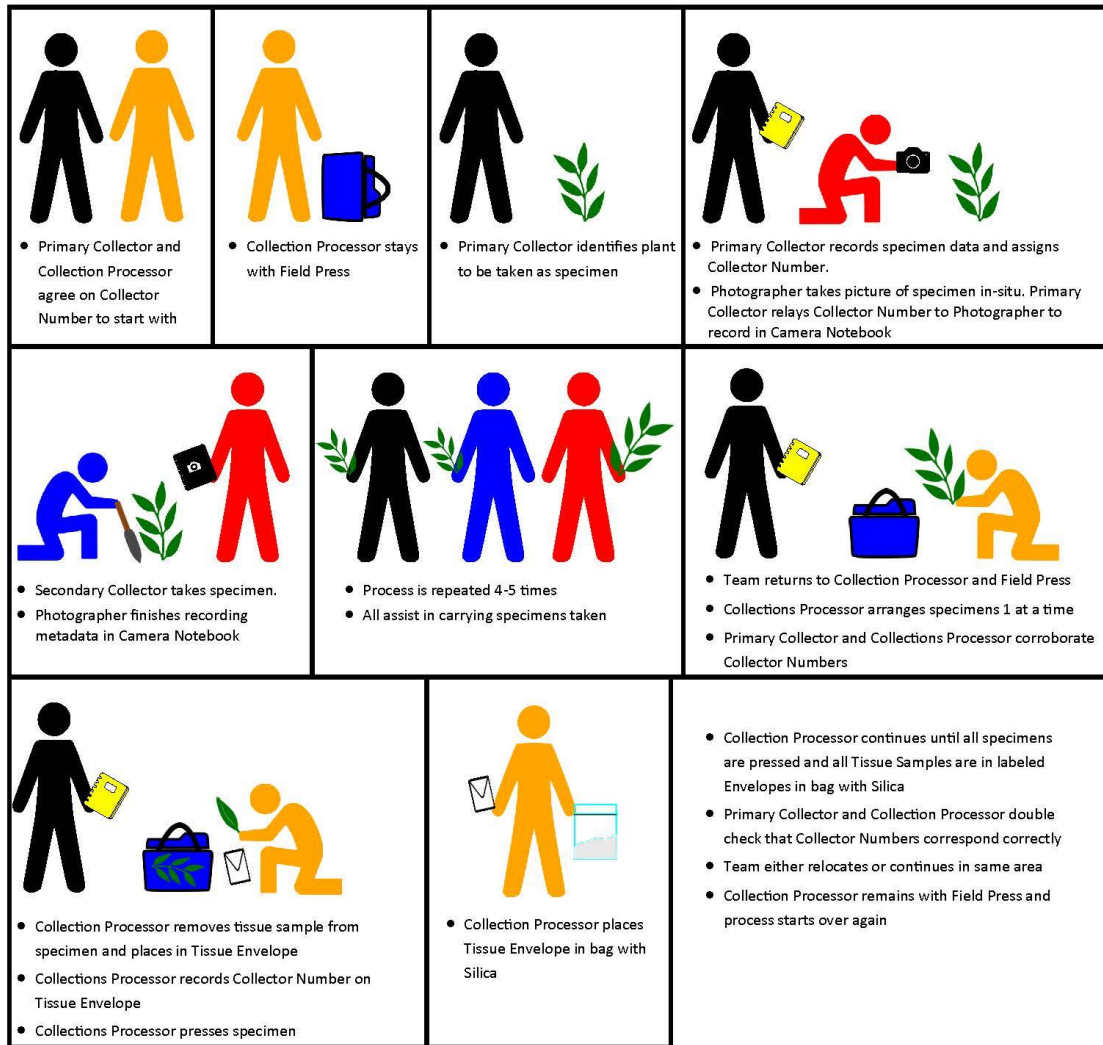 • Primary Collector and
Collection Processor
agree on Collector
Number to start with
• Collection Processor stays
with Field Press
• Primary Collector identifies plant
to be taken as specimen
• Primary Collector records specimen data and assigns
Collector Number.
• Photographer takes picture of specimen in-situ. Primary
Collector relays Collector Number to Photographer to
record in Camera Notebook
• Secondary Collector takes specimen.
• Photographer finishes recording
metadata in Camera Notebook
• Process is repeated 4-5 times
• All assist in carrying specimens taken
• Team returns to Collection Processor and Field Press
• Collections Processor arranges specimens 1 at a time
• Primary Collector and Collections Processor corroborate
Collector Numbers
• Collection Processor removes tissue sample from
specimen and places in Tissue Envelope
• Collections Processor records Collector Number on
Tissue Envelope
• Collections Processor presses specimen
• Collection Processor places
Tissue Envelope in bag with
Silica
• Collection Processor continues until all specimens
are pressed and all Tissue Samples are in labeled
Envelopes in bag with Silica
• Primary Collector and Collection Processor double
check that Collector Numbers correspond correctly
• Team either relocates or continues in same area
• Collection Processor remains with Field Press and
process starts over again